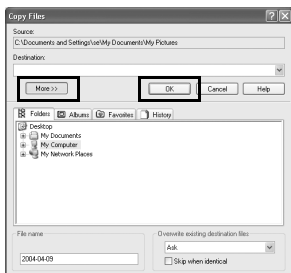 Copy Files
Source:
C:\Documents and Settings\se\My Documents\My Pictures
Destination:
More >> OK Cancel Help
Folders Albums Favorites History
Desktop
My Documents
My Computer
My Network Places
File name Overwrite existing destination files
Ask
2004-04-09 Skip when identical